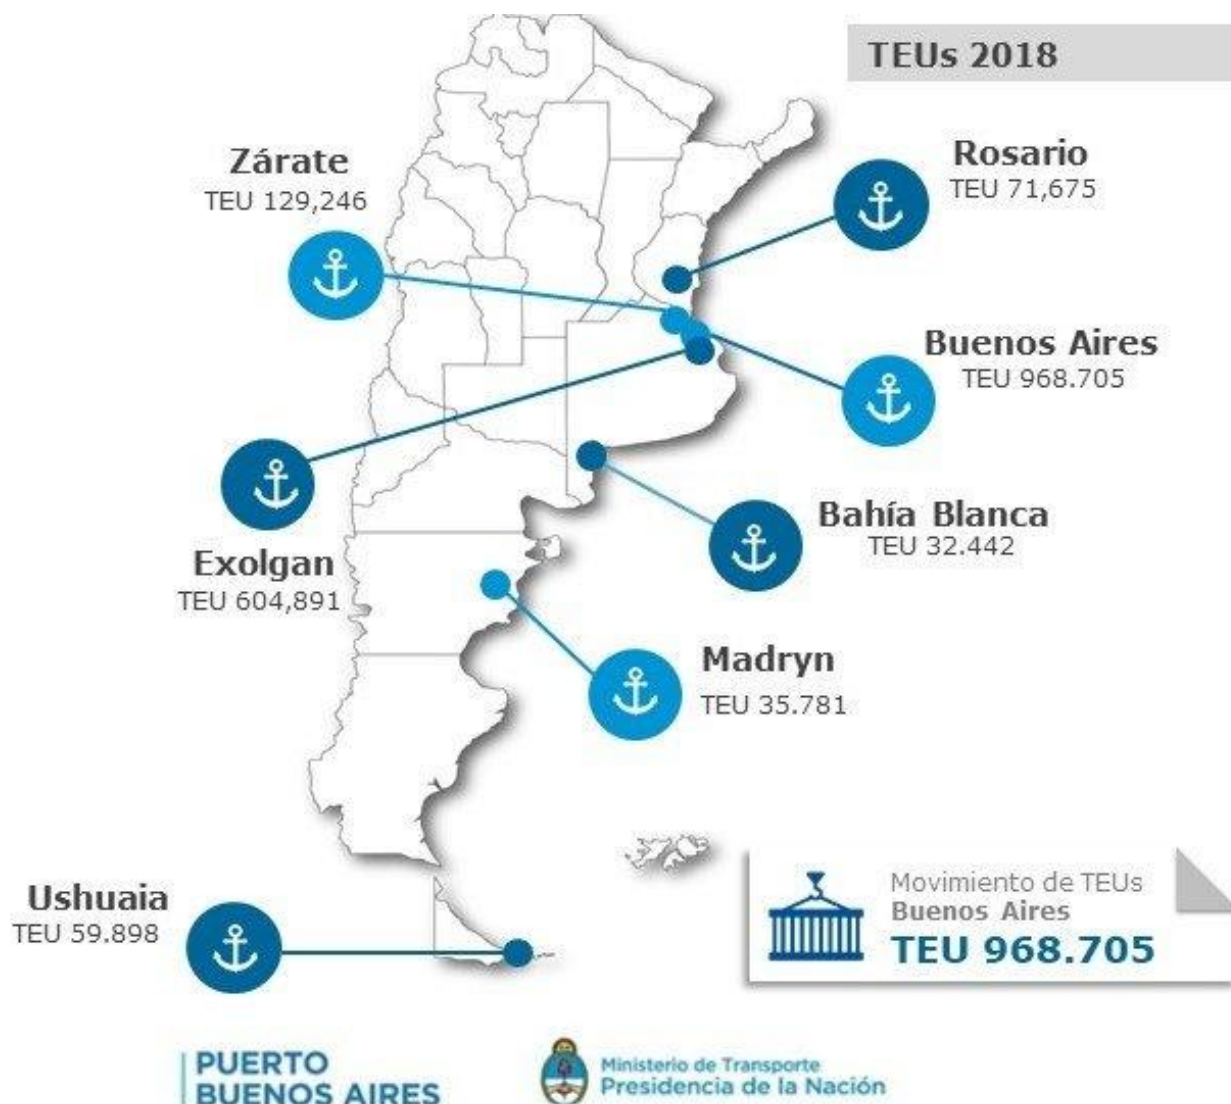 TEUs 2018
Zárate
TEU 129,246
Rosario
TEU 71,675
Buenos Aires
TEU 968.705
Exolgan
TEU 604,891
Bahía Blanca
TEU 32.442
Madryn
TEU 35.781
Ushuaia
TEU 59.898
Movimiento de TEUs
Buenos Aires
TEU 968.705
PUERTO
BUENOS AIRES
Ministerio de Transporte
Presidencia de la Nación